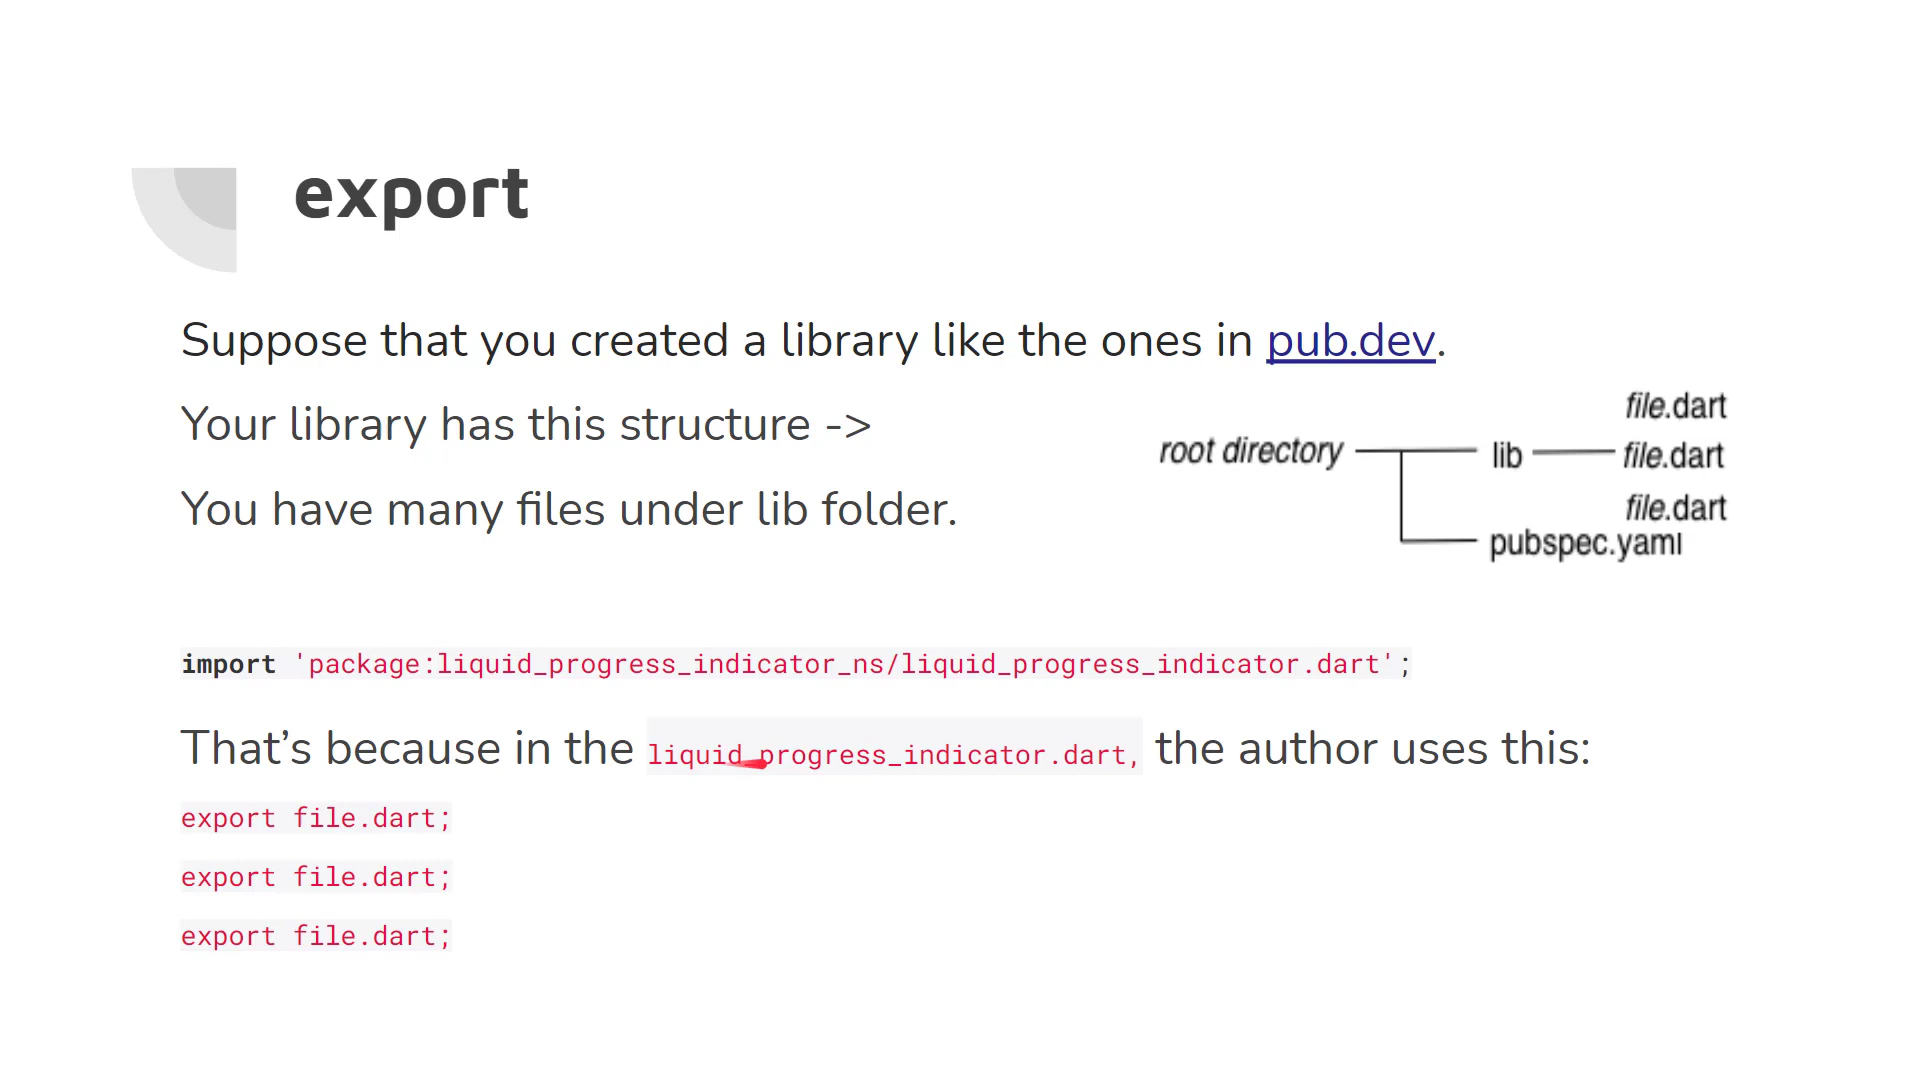 export
Suppose that you created a library like the ones in pub.dev.
Your library has this structure ->
You have many files under lib folder.
file.dart
root directory lib file.dart
file.dart
pubspec.yaml
import 'package:liquid_progress_indicator_ns/liquid_progress_indicator.dart';
That’s because in the liquid_progress_indicator.dart, the author uses this:
export file.dart;
export file.dart;
export file.dart;